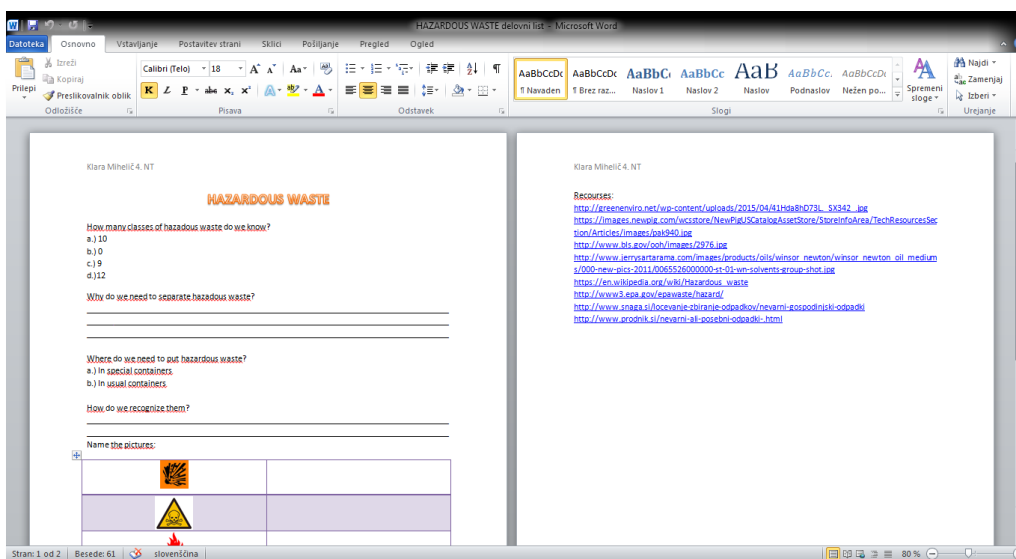 HAZARDOUS WASTE delovni list - Microsoft Word
Datoteka Osnovno Vstavljanje Postavitev strani Sklici Pošiljanje Pregled Ogled
Prilepi
Izreži
Kopiraj
Preslikovalnik oblik
Odložišče
Calibri (Telo) 18
K L P abc
Pisava
Odstavek
AaBbCcDc AaBbCcDc AaBbC AaBbCc AaB AaBbCc. AaBbCcDc
¶ Navaden ¶ Brez raz... Naslov 1 Naslov 2 Naslov Podnaslov Nežen po...
Spremeni
sloge
Slogi
Najdi
Zamenjaj
Izberi
Urejanje
Klara Mihelič 4. NT
HAZARDOUS WASTE
How many classes of hazadous waste do we know?
a.) 10
b.) 0
c.) 9
d.)12
Why do we need to separate hazadous waste?
Where do we need to put hazardous waste?
a.) In special containers
b.) In usual containers
How do we recognize them?
Name the pictures:
Klara Mihelič 4. NT
Recourses:
http://greenenviro.net/wp-content/uploads/2015/04/41Hda8hD73L._SX342_.jpg
https://images.newpig.com/wcsstore/NewPigUSCatalogAssetStore/StoreInfoArea/TechResourcesSec
tion/Articles/images/pak940.jpg
http://www.bls.gov/ooh/images/2976.jpg
http://www.jerrysartarama.com/images/products/oils/winsor_newton/winsor_newton_oil_medium
s/000-new-pics-2011/0065526000000-st-01-wn-solvents-group-shot.jpg
https://en.wikipedia.org/wiki/Hazardous_waste
http://www3.epa.gov/epawaste/hazard/
http://www.snaga.si/locevanje-zbiranje-odpadkov/nevarni-gospodinjski-odpadki
http://www.prodnik.si/nevarni-ali-posebni-odpadki-.html
Stran: 1 od 2 Besede: 61 slovenščina 80 %